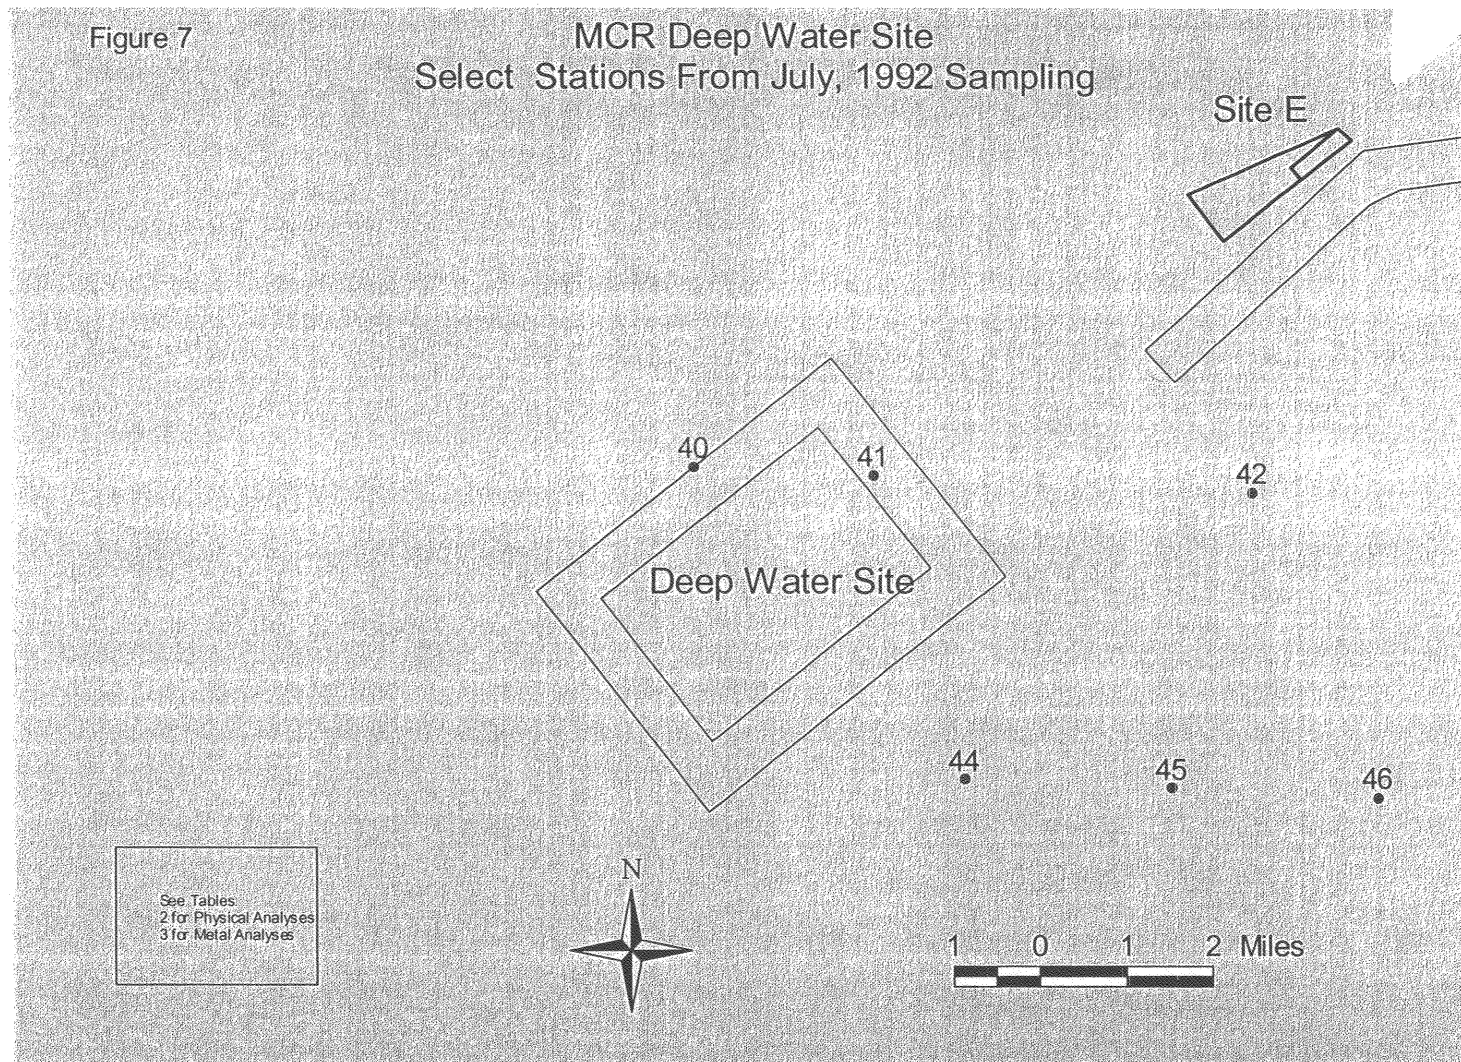 Figure 7
MCR Deep Water Site
Select Stations From July, 1992 Sampling
Site E
40
41
42
Deep Water Site
44
45
46
See Tables
2 for Physical Analyses
3 for Metal Analyses
N
1 0 1 2 Miles